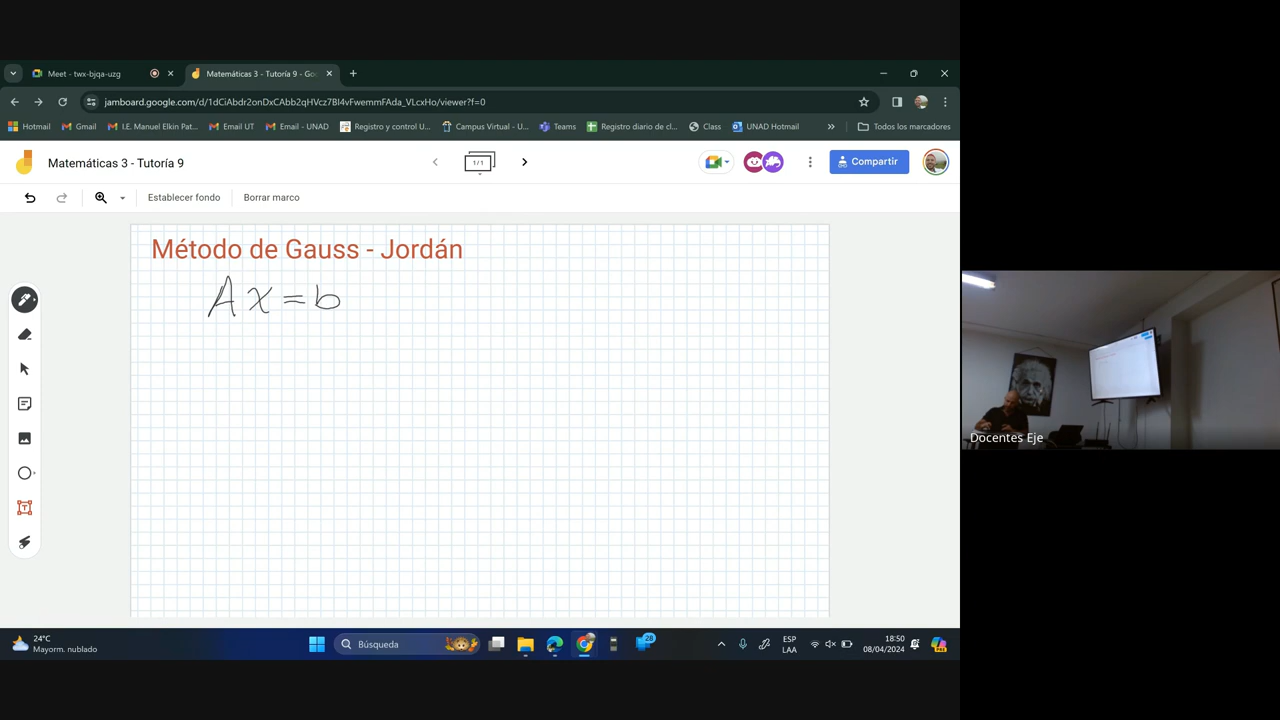 Meet - twx-bjqa-uzg
Matemáticas 3 - Tutoría 9 - Goo
jamboard.google.com/d/1dCiAbdr2onDxCAbb2qHVcz7Bl4vFwemmFAda_VLcxHo/viewer?f=0
Hotmail
Gmail
I.E. Manuel Elkin Pat...
Email UT
Email - UNAD
Registro y control U...
Campus Virtual - U...
Teams
Registro diario de cl...
Class
UNAD Hotmail
»
Todos los marcadores
Matemáticas 3 - Tutoría 9
1/1
Compartir
Establecer fondo
Borrar marco
Método de Gauss - Jordán
A x = b
Docentes Eje
24°C
Mayorm. nublado
Búsqueda
28
ESP
LAA
18:50
08/04/2024